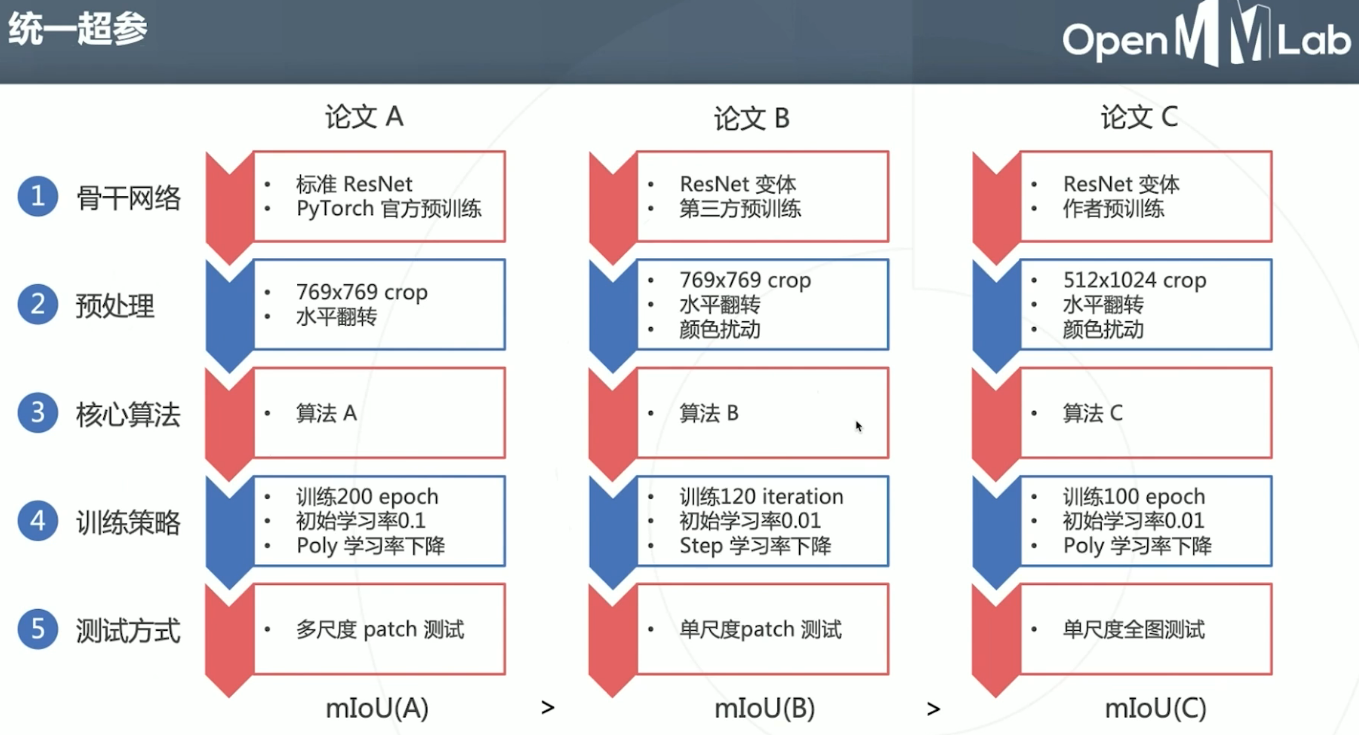 统一超参
OpenMMLab
论文 A
论文 B
论文 C
1 骨干网络
• 标准 ResNet
• PyTorch 官方预训练
• ResNet 变体
• 第三方预训练
• ResNet 变体
• 作者预训练
2 预处理
• 769x769 crop
• 水平翻转
• 769x769 crop
• 水平翻转
• 颜色扰动
• 512x1024 crop
• 水平翻转
• 颜色扰动
3 核心算法
• 算法 A
• 算法 B
• 算法 C
4 训练策略
• 训练200 epoch
• 初始学习率0.1
• Poly 学习率下降
• 训练120 iteration
• 初始学习率0.01
• Step 学习率下降
• 训练100 epoch
• 初始学习率0.01
• Poly 学习率下降
5 测试方式
• 多尺度 patch 测试
• 单尺度patch 测试
• 单尺度全图测试
mIoU(A) > mIoU(B) > mIoU(C)